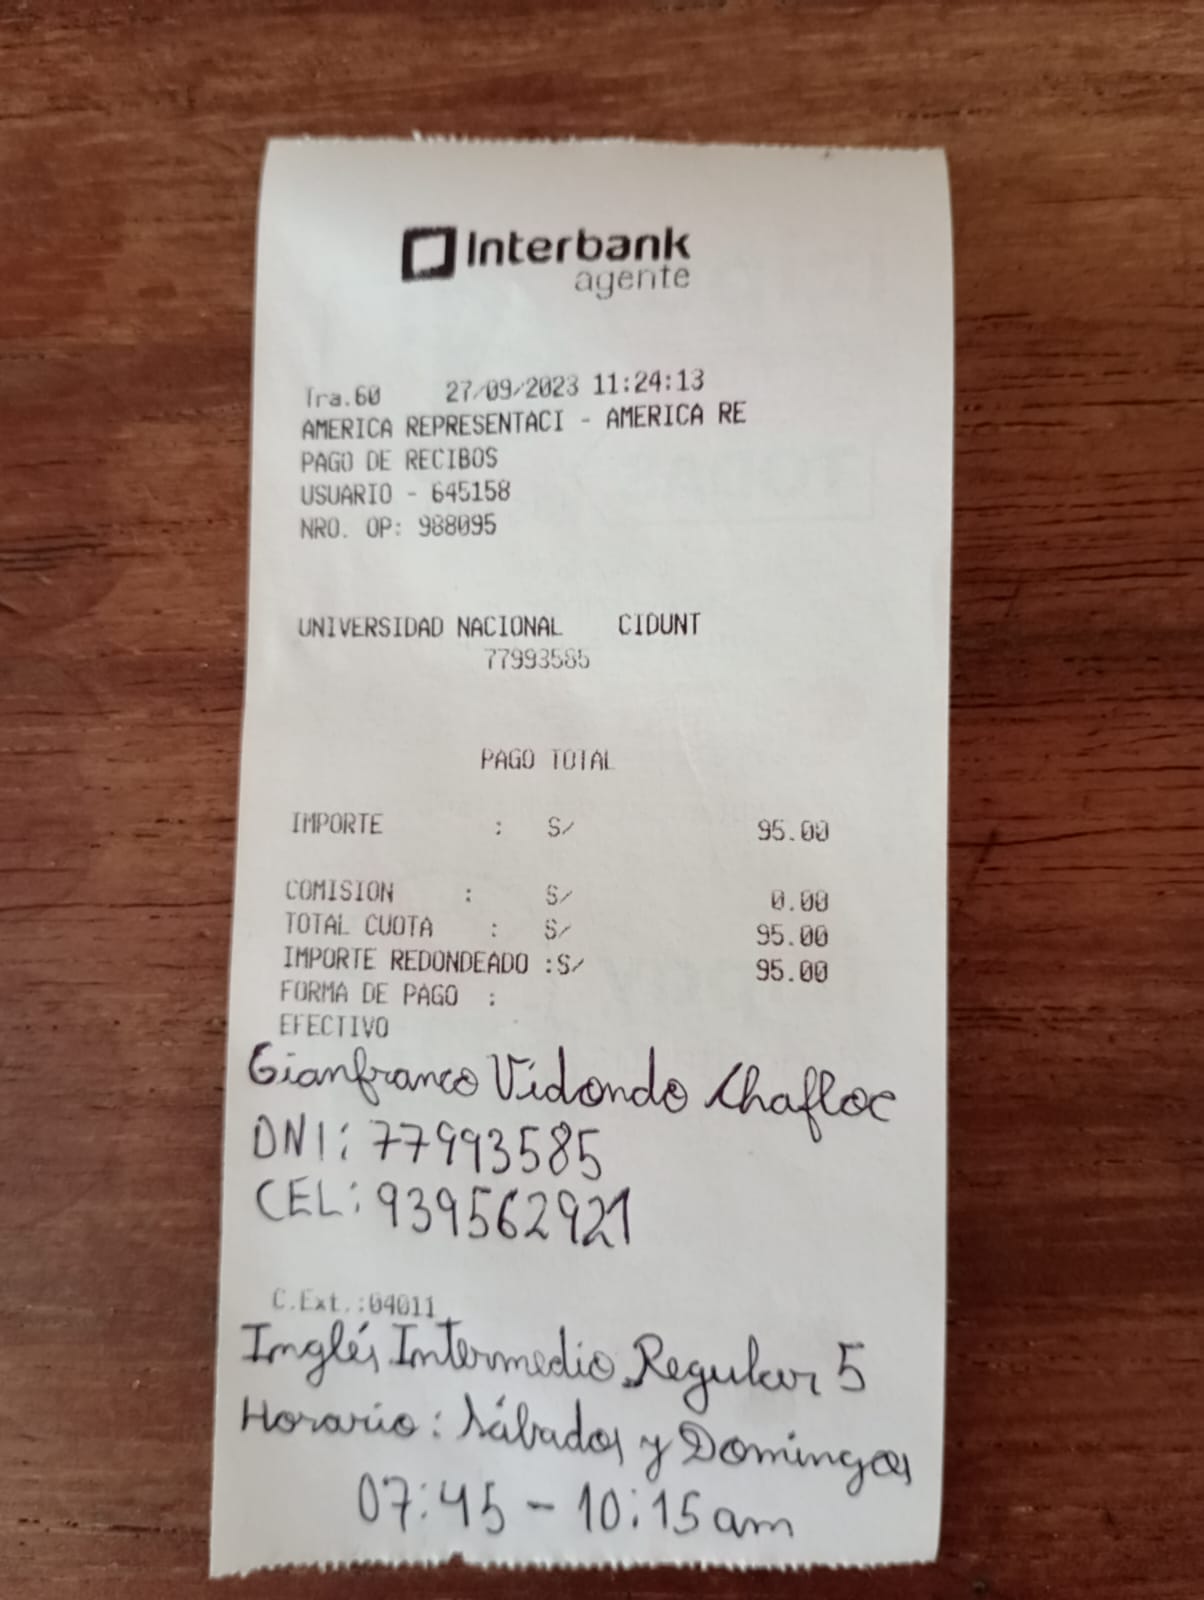 Interbank
agente
Tra.60 27/09/2023 11:24:13
AMERICA REPRESENTACI - AMERICA RE
PAGO DE RECIBOS
USUARIO - 645158
NRO. OP: 988095
UNIVERSIDAD NACIONAL CIDUNT
77993585
PAGO TOTAL
IMPORTE : S/ 95.00
COMISION : S/ 0.00
TOTAL CUOTA : S/ 95.00
IMPORTE REDONDEADO :S/ 95.00
FORMA DE PAGO :
EFECTIVO
Gianfranco Vidondo Chafloc
DNI: 77993585
CEL: 939562921
C.Ext.:04011
Inglés Intermedio Regular 5
Horario: Sábados y Domingos
07:45 - 10:15am